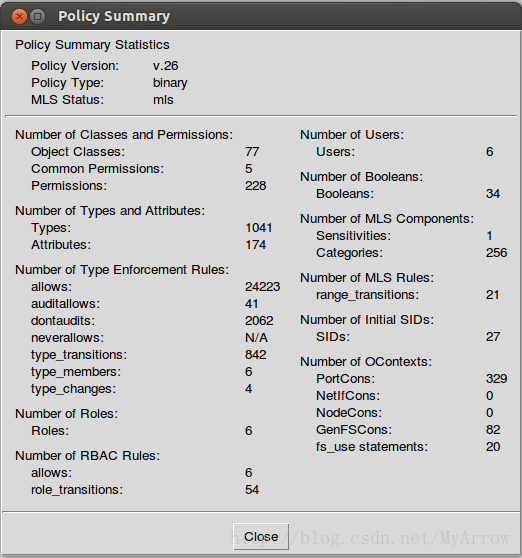 Policy Summary
Policy Summary Statistics
Policy Version: v.26
Policy Type: binary
MLS Status: mls
Number of Classes and Permissions:
Object Classes: 77
Common Permissions: 5
Permissions: 228
Number of Types and Attributes:
Types: 1041
Attributes: 174
Number of Type Enforcement Rules:
allows: 24223
auditallows: 41
dontaudits: 2062
neverallows: N/A
type_transitions: 842
type_members: 6
type_changes: 4
Number of Roles:
Roles: 6
Number of RBAC Rules:
allows: 6
role_transitions: 54
Number of Users:
Users: 6
Number of Booleans:
Booleans: 34
Number of MLS Components:
Sensitivities: 1
Categories: 256
Number of MLS Rules:
range_transitions: 21
Number of Initial SIDs:
SIDs: 27
Number of OContexts:
PortCons: 329
NetIfCons: 0
NodeCons: 0
GenFSCons: 82
fs_use statements: 20
Close
http://blog.csdn.net/MyArrow